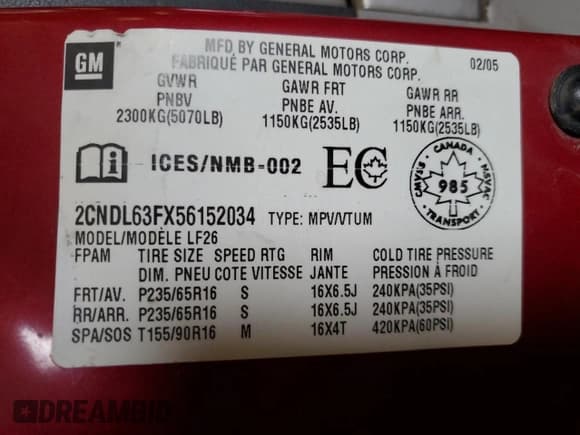 GM
MFD BY GENERAL MOTORS CORP.
FABRIQUÉ PAR GENERAL MOTORS CORP.
02/05
GVWR GAWR FRT GAWR RR
PNBV PNBE AV. PNBE ARR.
2300KG(5070LB) 1150KG(2535LB) 1150KG(2535LB)
i ICES/NMB-002 EC
CANADA
985
TRANSPORT
CMVSS
NSVAC
2CNDL63FX56152034 TYPE: MPV/VTUM
MODEL/MODÈLE LF26
FPAM TIRE SIZE SPEED RTG RIM COLD TIRE PRESSURE
DIM. PNEU COTE VITESSE JANTE PRESSION À FROID
FRT/AV. P235/65R16 S 16X6.5J 240KPA(35PSI)
RR/ARR. P235/65R16 S 16X6.5J 240KPA(35PSI)
SPA/SOS T155/90R16 M 16X4T 420KPA(60PSI)
DREAMBID